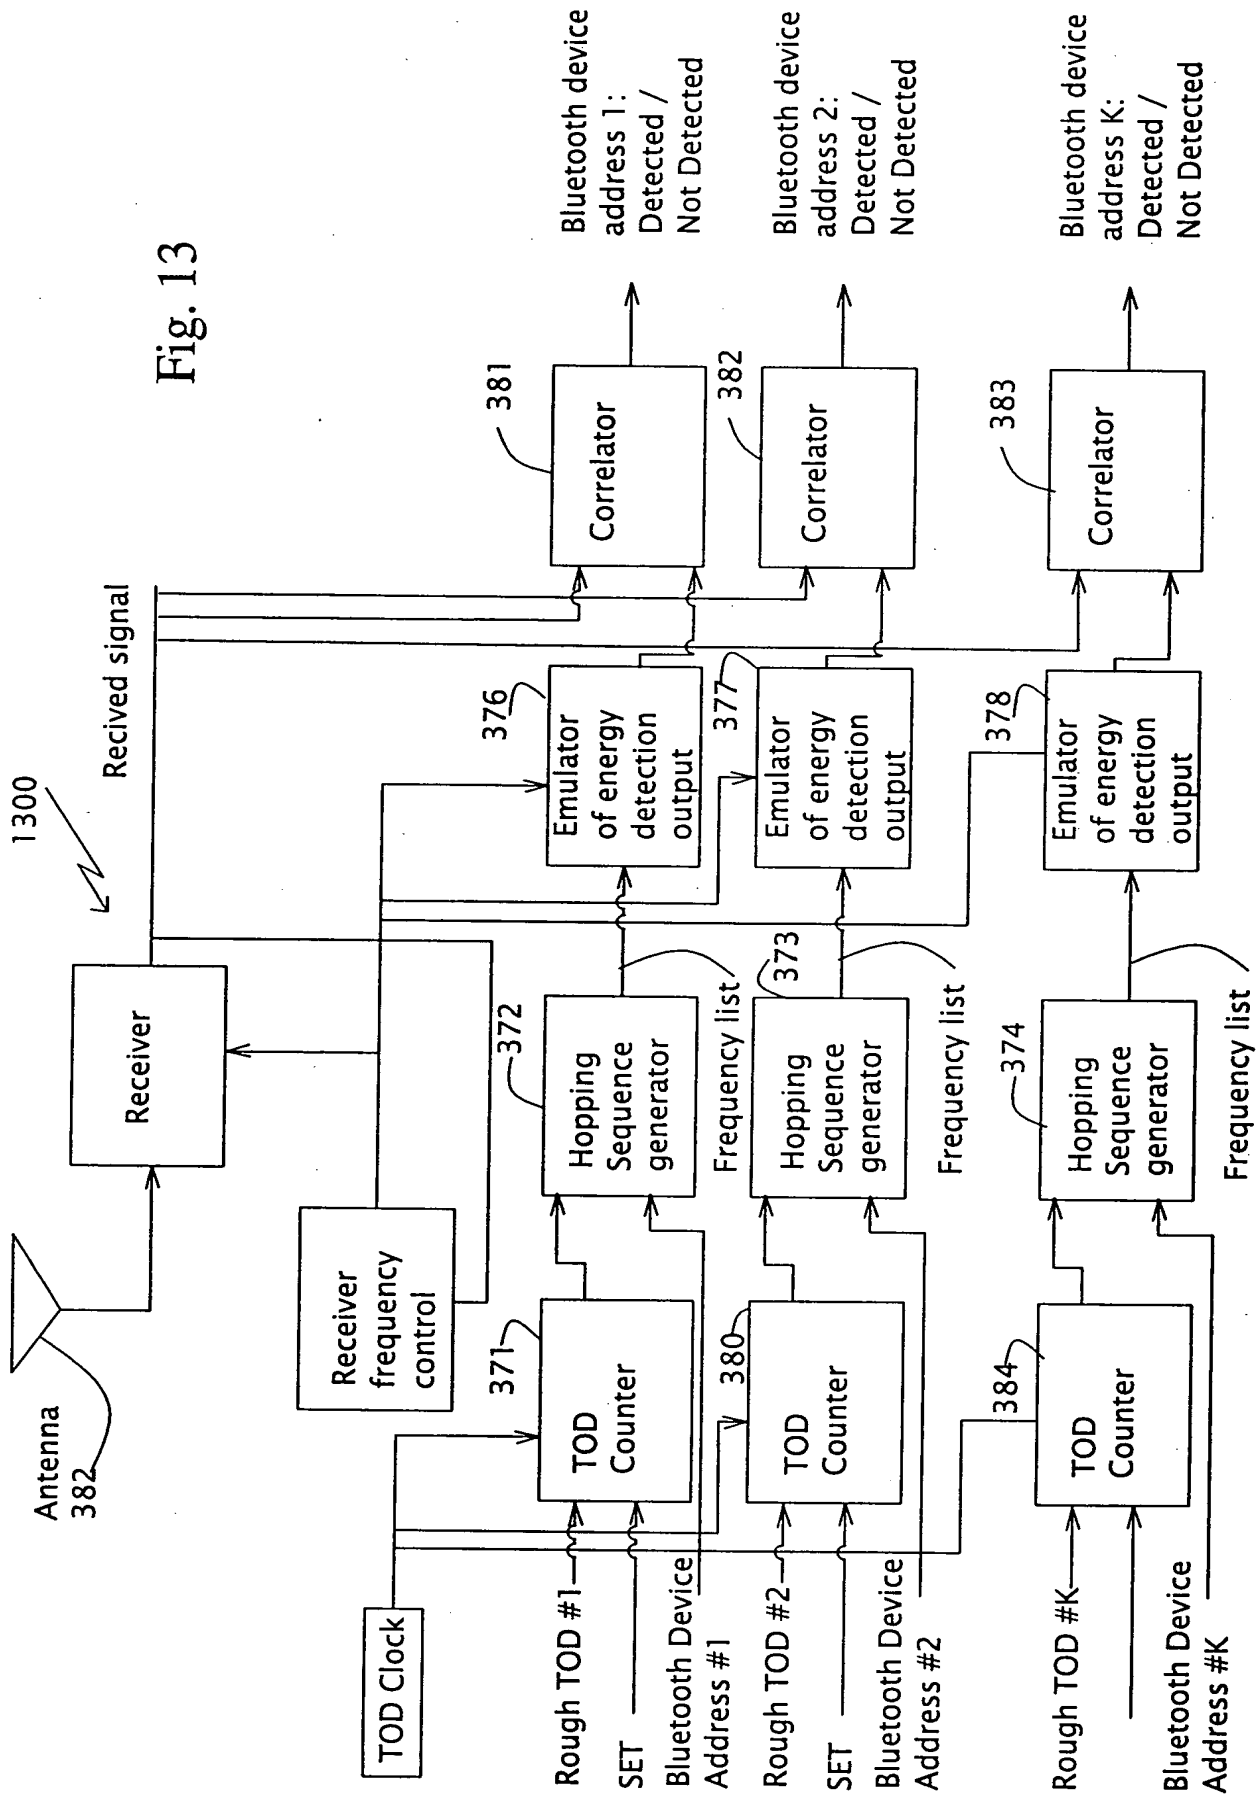 Fig. 13
1300
Antenna
382
Receiver
Recived signal
Receiver
frequency
control
TOD Clock
Rough TOD #1
SET
Bluetooth Device
Address #1
371
TOD
Counter
372
Hopping
Sequence
generator
Frequency list
376
Emulator
of energy
detection
output
381
Correlator
Bluetooth device
address 1:
Detected /
Not Detected
Rough TOD #2
SET
Bluetooth Device
Address #2
380
TOD
Counter
373
Hopping
Sequence
generator
Frequency list
377
Emulator
of energy
detection
output
382
Correlator
Bluetooth device
address 2:
Detected /
Not Detected
Rough TOD #K
Bluetooth Device
Address #K
384
TOD
Counter
374
Hopping
Sequence
generator
Frequency list
378
Emulator
of energy
detection
output
383
Correlator
Bluetooth device
address K:
Detected /
Not Detected